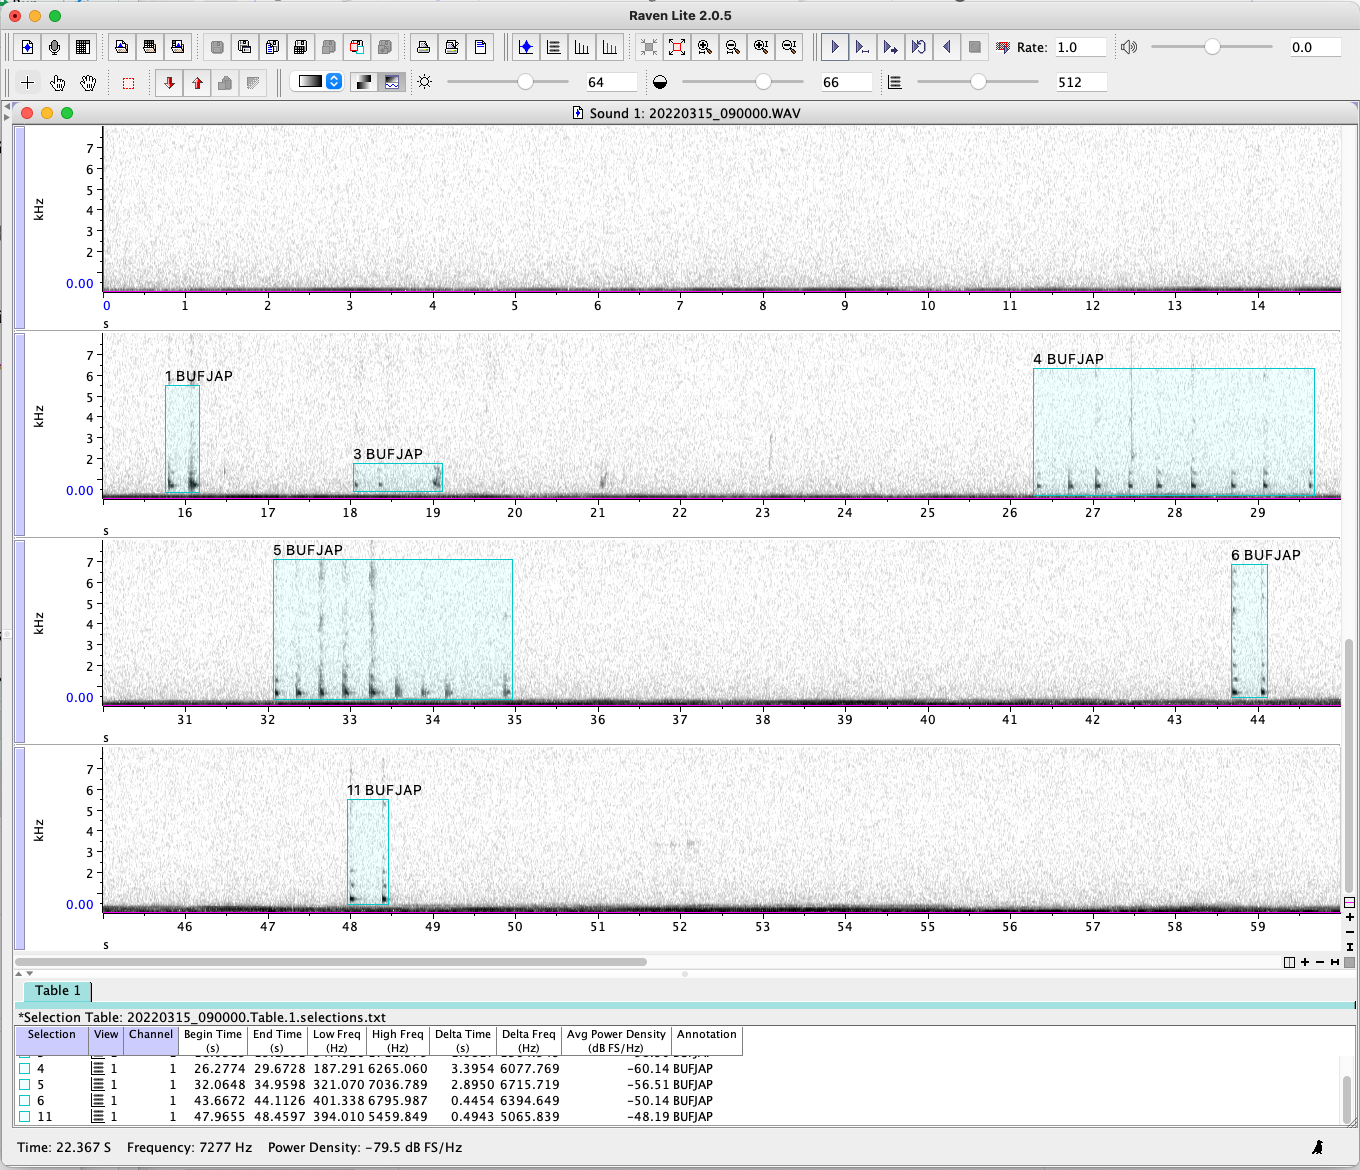 Raven Lite 2.0.5
Rate: 1.0 0.0
64 66 512
Sound 1: 20220315_090000.WAV
7
6
5
4
3
2
0.00
kHz
0 1 2 3 4 5 6 7 8 9 10 11 12 13 14
s
7
6
5
4
3
2
0.00
kHz
1 BUFJAP
3 BUFJAP
4 BUFJAP
16 17 18 19 20 21 22 23 24 25 26 27 28 29
s
7
6
5
4
3
2
0.00
kHz
5 BUFJAP
6 BUFJAP
31 32 33 34 35 36 37 38 39 40 41 42 43 44
s
7
6
5
4
3
2
0.00
kHz
11 BUFJAP
46 47 48 49 50 51 52 53 54 55 56 57 58 59
s
Table 1
*Selection Table: 20220315_090000.Table.1.selections.txt
Selection View Channel Begin Time (s) End Time (s) Low Freq (Hz) High Freq (Hz) Delta Time (s) Delta Freq (Hz) Avg Power Density (dB FS/Hz) Annotation
4 1 1 26.2774 29.6728 187.291 6265.060 3.3954 6077.769 -60.14 BUFJAP
5 1 1 32.0648 34.9598 321.070 7036.789 2.8950 6715.719 -56.51 BUFJAP
6 1 1 43.6672 44.1126 401.338 6795.987 0.4454 6394.649 -50.14 BUFJAP
11 1 1 47.9655 48.4597 394.010 5459.849 0.4943 5065.839 -48.19 BUFJAP
Time: 22.367 S Frequency: 7277 Hz Power Density: -79.5 dB FS/Hz